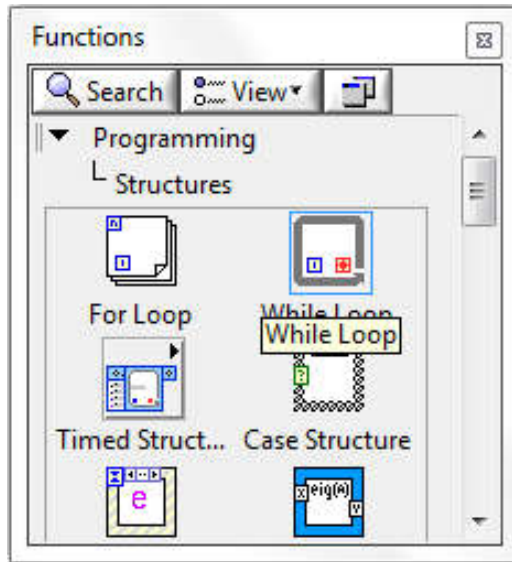 Functions
Search View
Programming
Structures
For Loop While Loop
While Loop
Timed Struct... Case Structure
n
i i
?
e
x eig(A) y